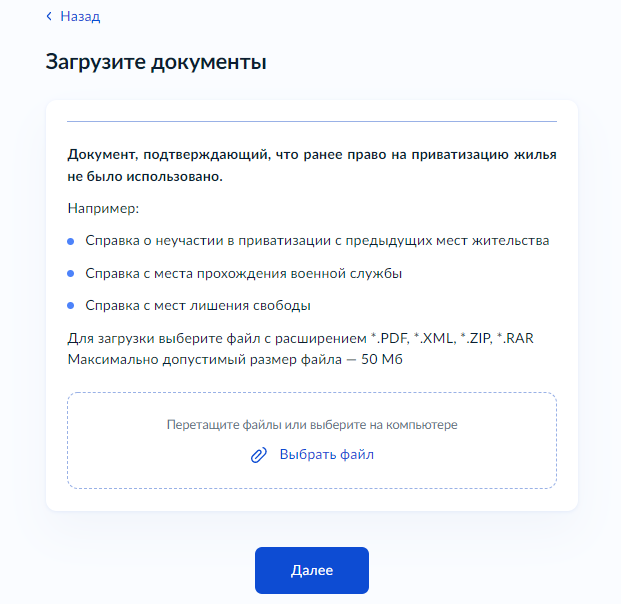 Назад
Загрузите документы
Документ, подтверждающий, что ранее право на приватизацию жилья
не было использовано.
Например:
Справка о неучастии в приватизации с предыдущих мест жительства
Справка с места прохождения военной службы
Справка с мест лишения свободы
Для загрузки выберите файл с расширением *.PDF, *.XML, *.ZIP, *.RAR
Максимально допустимый размер файла — 50 Мб
Перетащите файлы или выберите на компьютере
Выбрать файл
Далее